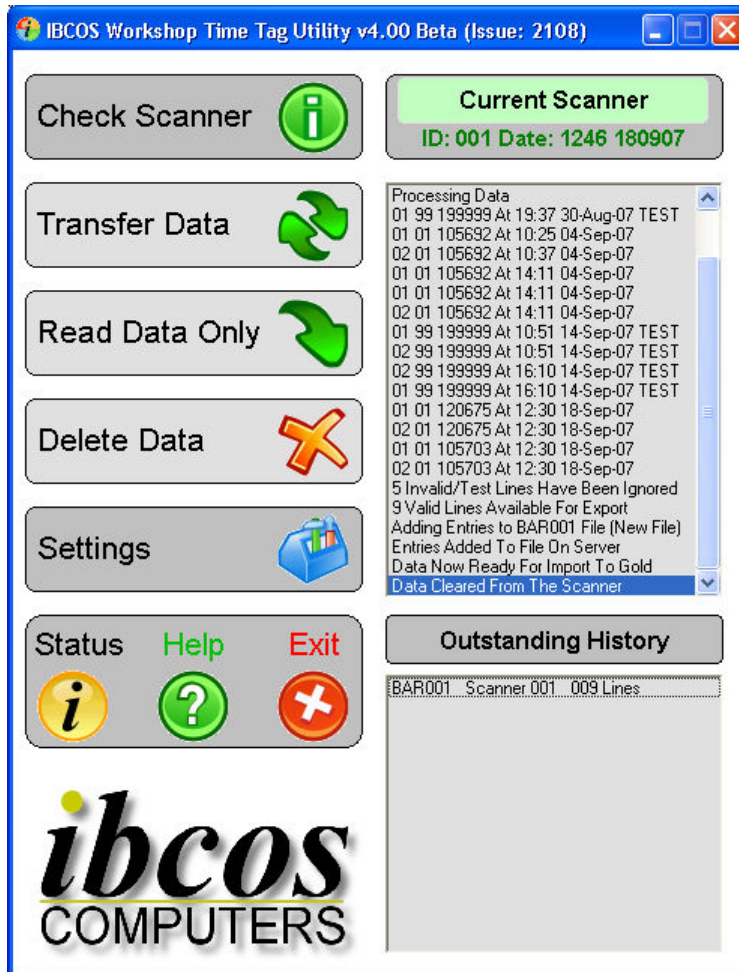 IBCOS Workshop Time Tag Utility v4.00 Beta (Issue: 2108)
Check Scanner
Transfer Data
Read Data Only
Delete Data
Settings
Status Help Exit
ibcos
COMPUTERS
Current Scanner
ID: 001 Date: 1246 180907
Processing Data
01 99 199999 At 19:37 30-Aug-07 TEST
01 01 105692 At 10:25 04-Sep-07
02 01 105692 At 10:37 04-Sep-07
01 01 105692 At 14:11 04-Sep-07
01 01 105692 At 14:11 04-Sep-07
02 01 105692 At 14:11 04-Sep-07
01 99 199999 At 10:51 14-Sep-07 TEST
02 99 199999 At 10:51 14-Sep-07 TEST
02 99 199999 At 16:10 14-Sep-07 TEST
01 99 199999 At 16:10 14-Sep-07 TEST
01 01 120675 At 12:30 18-Sep-07
02 01 120675 At 12:30 18-Sep-07
01 01 105703 At 12:30 18-Sep-07
02 01 105703 At 12:30 18-Sep-07
5 Invalid/Test Lines Have Been Ignored
9 Valid Lines Available For Export
Adding Entries to BAR001 File (New File)
Entries Added To File On Server
Data Now Ready For Import To Gold
Data Cleared From The Scanner
Outstanding History
BAR001 Scanner 001 009 Lines